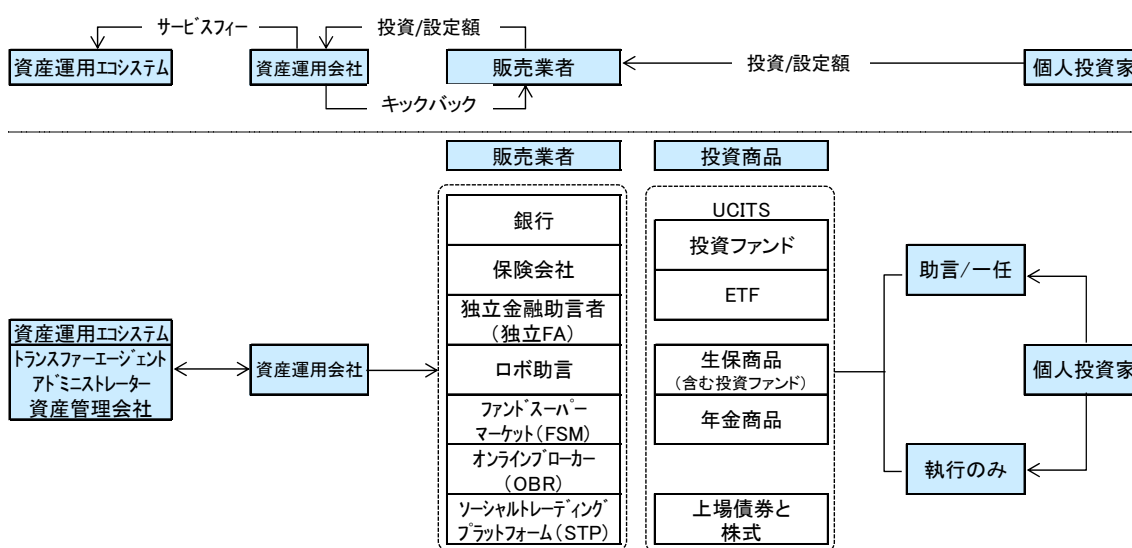 サービスフィー
投資/設定額
資産運用エコシステム
資産運用会社
販売業者
投資/設定額
個人投資家
キックバック
販売業者
投資商品
銀行
保険会社
独立金融助言者
(独立FA)
ロボ助言
ファンドスーパー
マーケット(FSM)
オンラインブローカー
(OBR)
ソーシャルトレーディング
プラットフォーム(STP)
UCITS
投資ファンド
ETF
生保商品
(含む投資ファンド)
年金商品
上場債券と
株式
資産運用エコシステム
トランスファーエージェント
アドミニストレーター
資産管理会社
資産運用会社
助言/一任
個人投資家
執行のみ